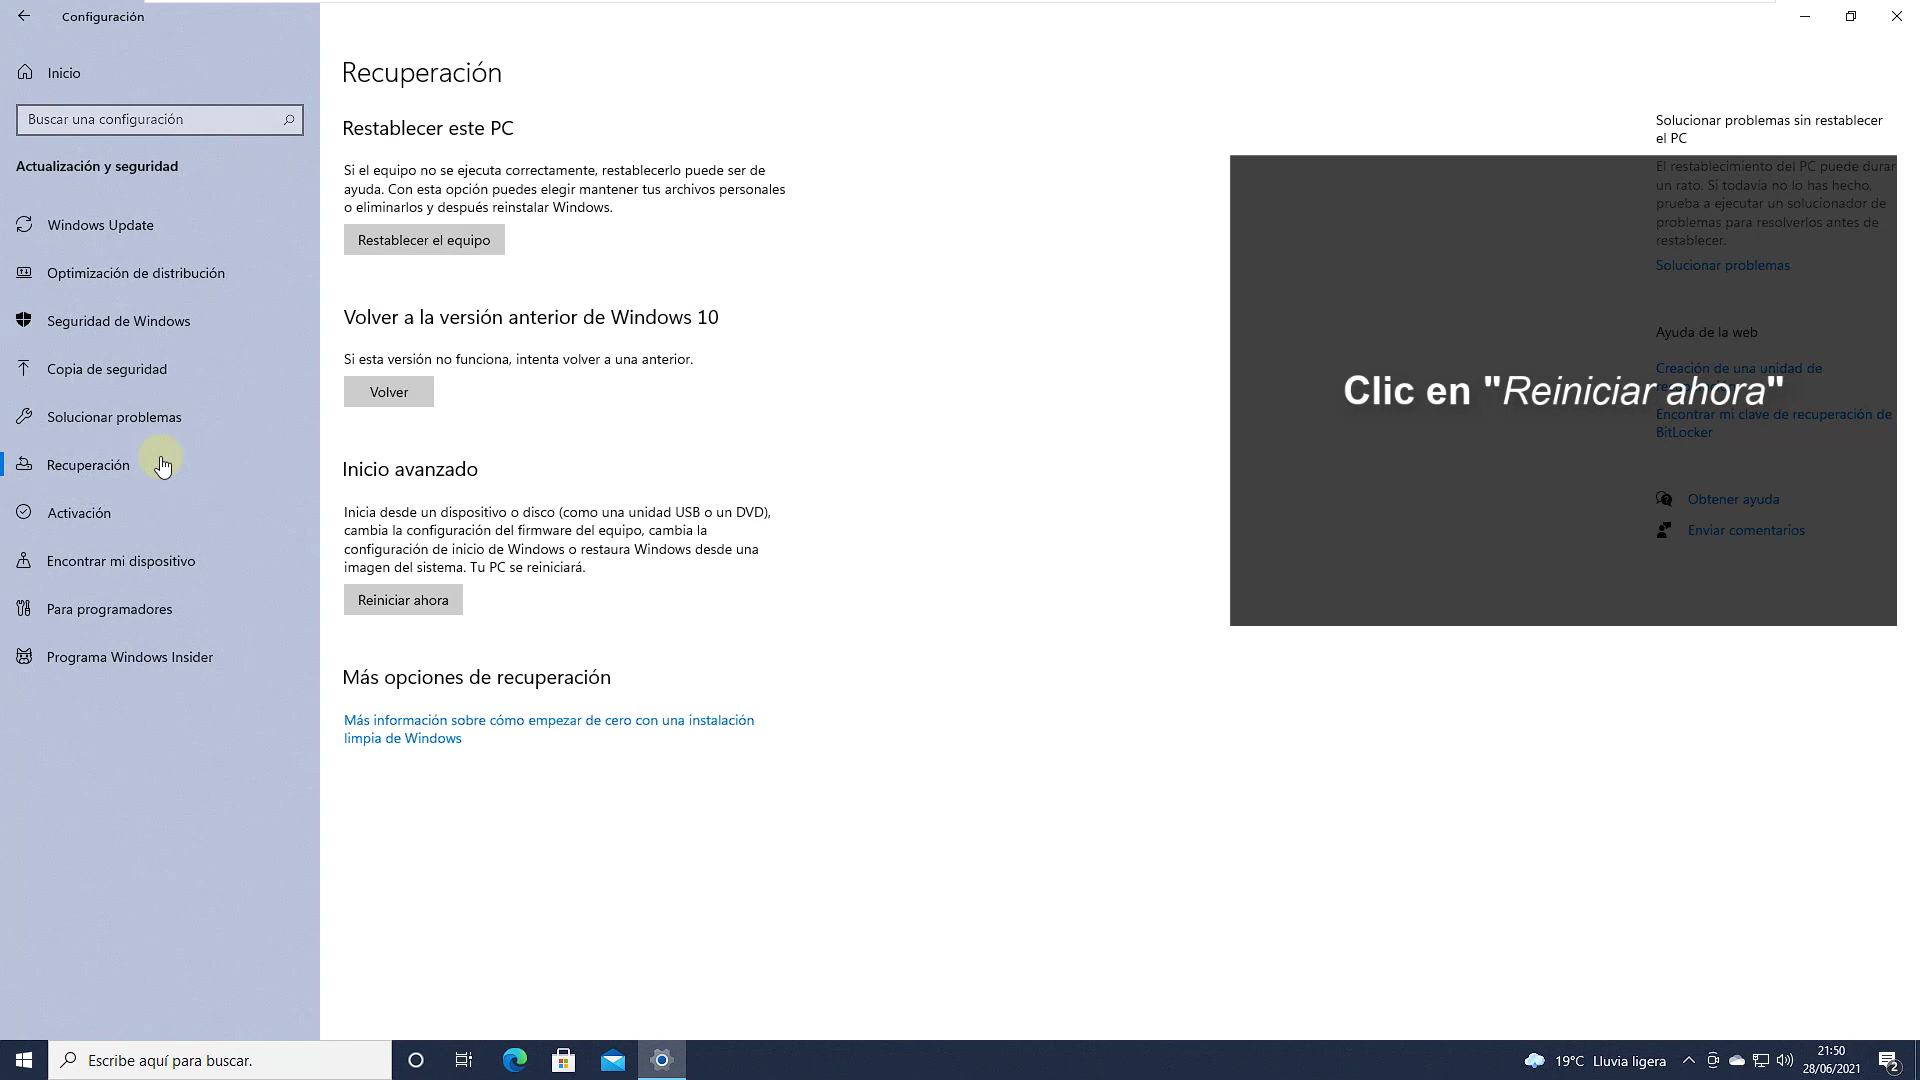 Configuración
Inicio
Buscar una configuración
Actualización y seguridad
Windows Update
Optimización de distribución
Seguridad de Windows
Copia de seguridad
Solucionar problemas
Recuperación
Activación
Encontrar mi dispositivo
Para programadores
Programa Windows Insider
Recuperación
Restablecer este PC
Si el equipo no se ejecuta correctamente, restablecerlo puede ser de
ayuda. Con esta opción puedes elegir mantener tus archivos personales
o eliminarlos y después reinstalar Windows.
Restablecer el equipo
Volver a la versión anterior de Windows 10
Si esta versión no funciona, intenta volver a una anterior.
Volver
Inicio avanzado
Inicia desde un dispositivo o disco (como una unidad USB o un DVD),
cambia la configuración del firmware del equipo, cambia la
configuración de inicio de Windows o restaura Windows desde una
imagen del sistema. Tu PC se reiniciará.
Reiniciar ahora
Más opciones de recuperación
Más información sobre cómo empezar de cero con una instalación
limpia de Windows
Solucionar problemas sin restablecer
el PC
El restablecimiento del PC puede durar
un rato. Si todavía no lo has hecho,
prueba a ejecutar un solucionador de
problemas para resolverlos antes de
restablecer.
Solucionar problemas
Ayuda de la web
Creación de una unidad de
Clic en "Reiniciar ahora"
Encontrar mi clave de recuperación de
BitLocker
Obtener ayuda
Enviar comentarios
Escribe aquí para buscar.
19°C Lluvia ligera
21:50
28/06/2021
2